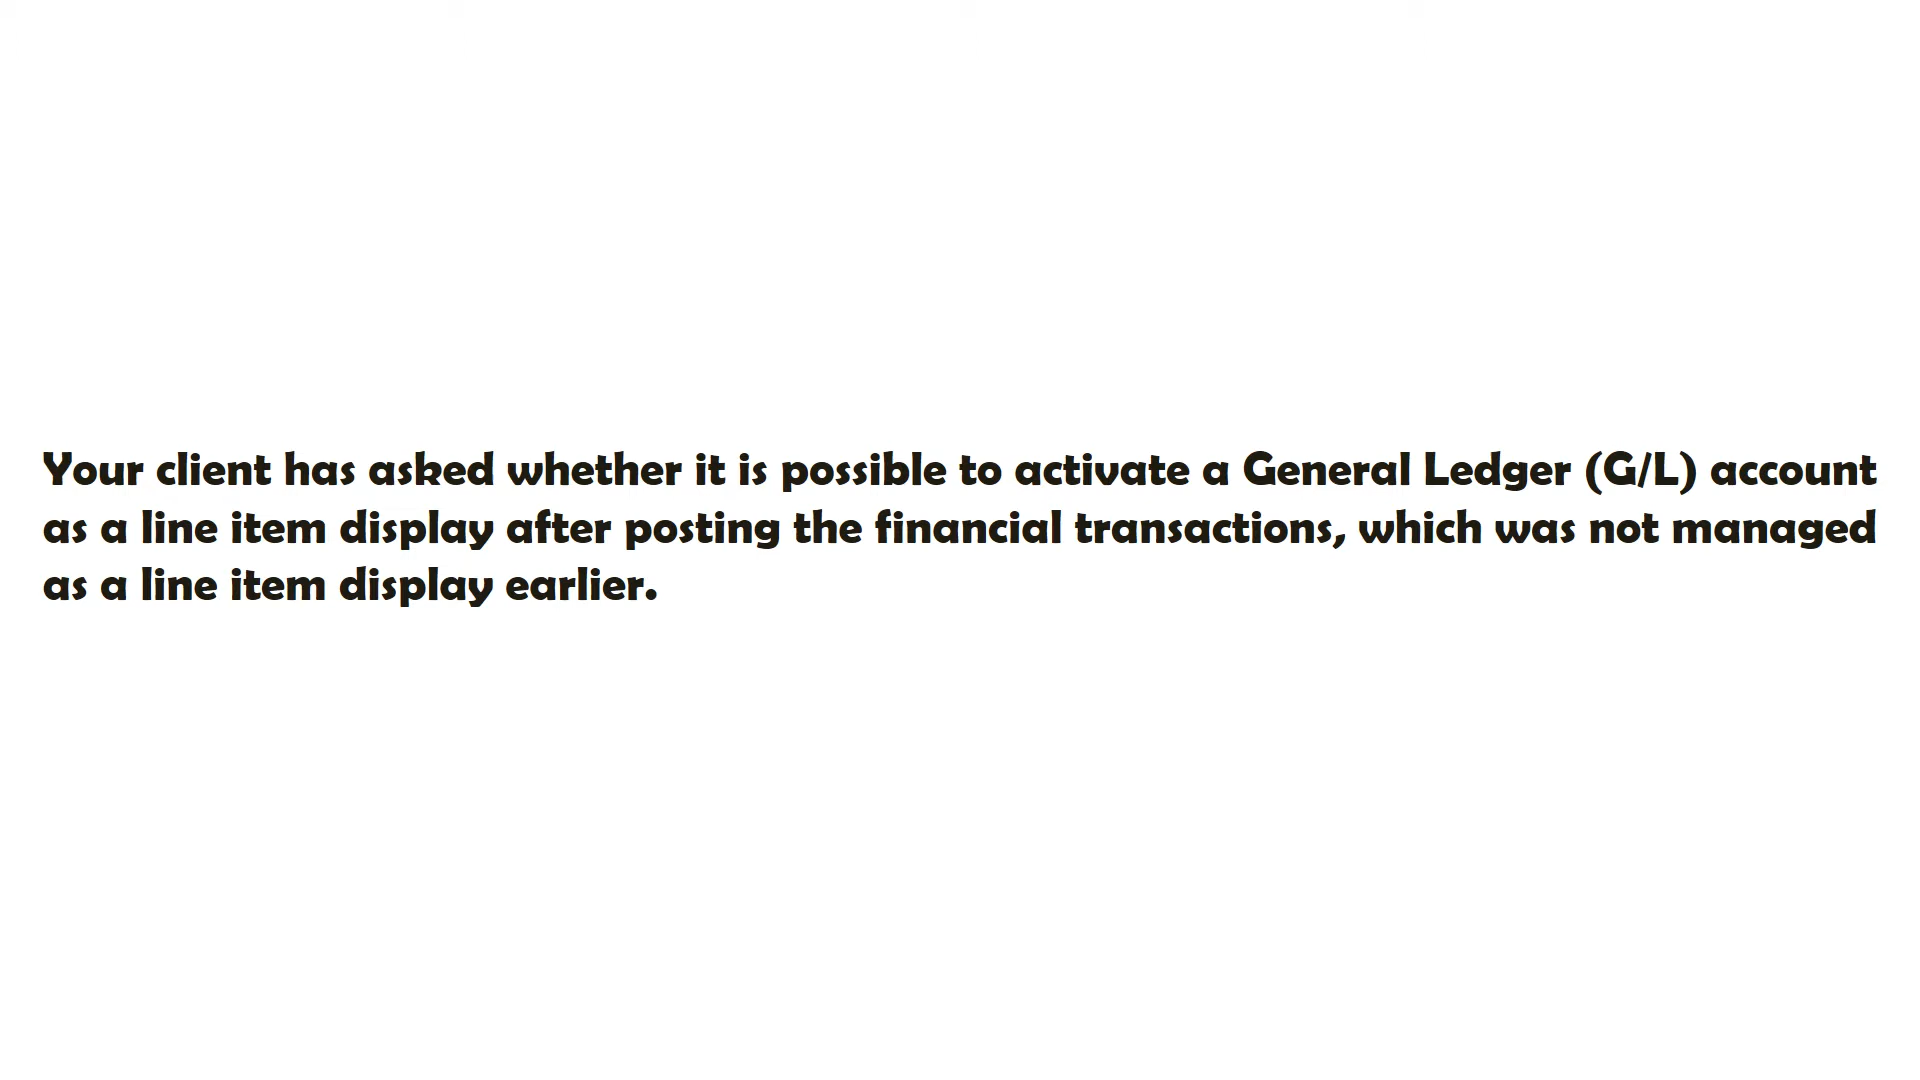 Your client has asked whether it is possible to activate a General Ledger (G/L) account
as a line item display after posting the financial transactions, which was not managed
as a line item display earlier.